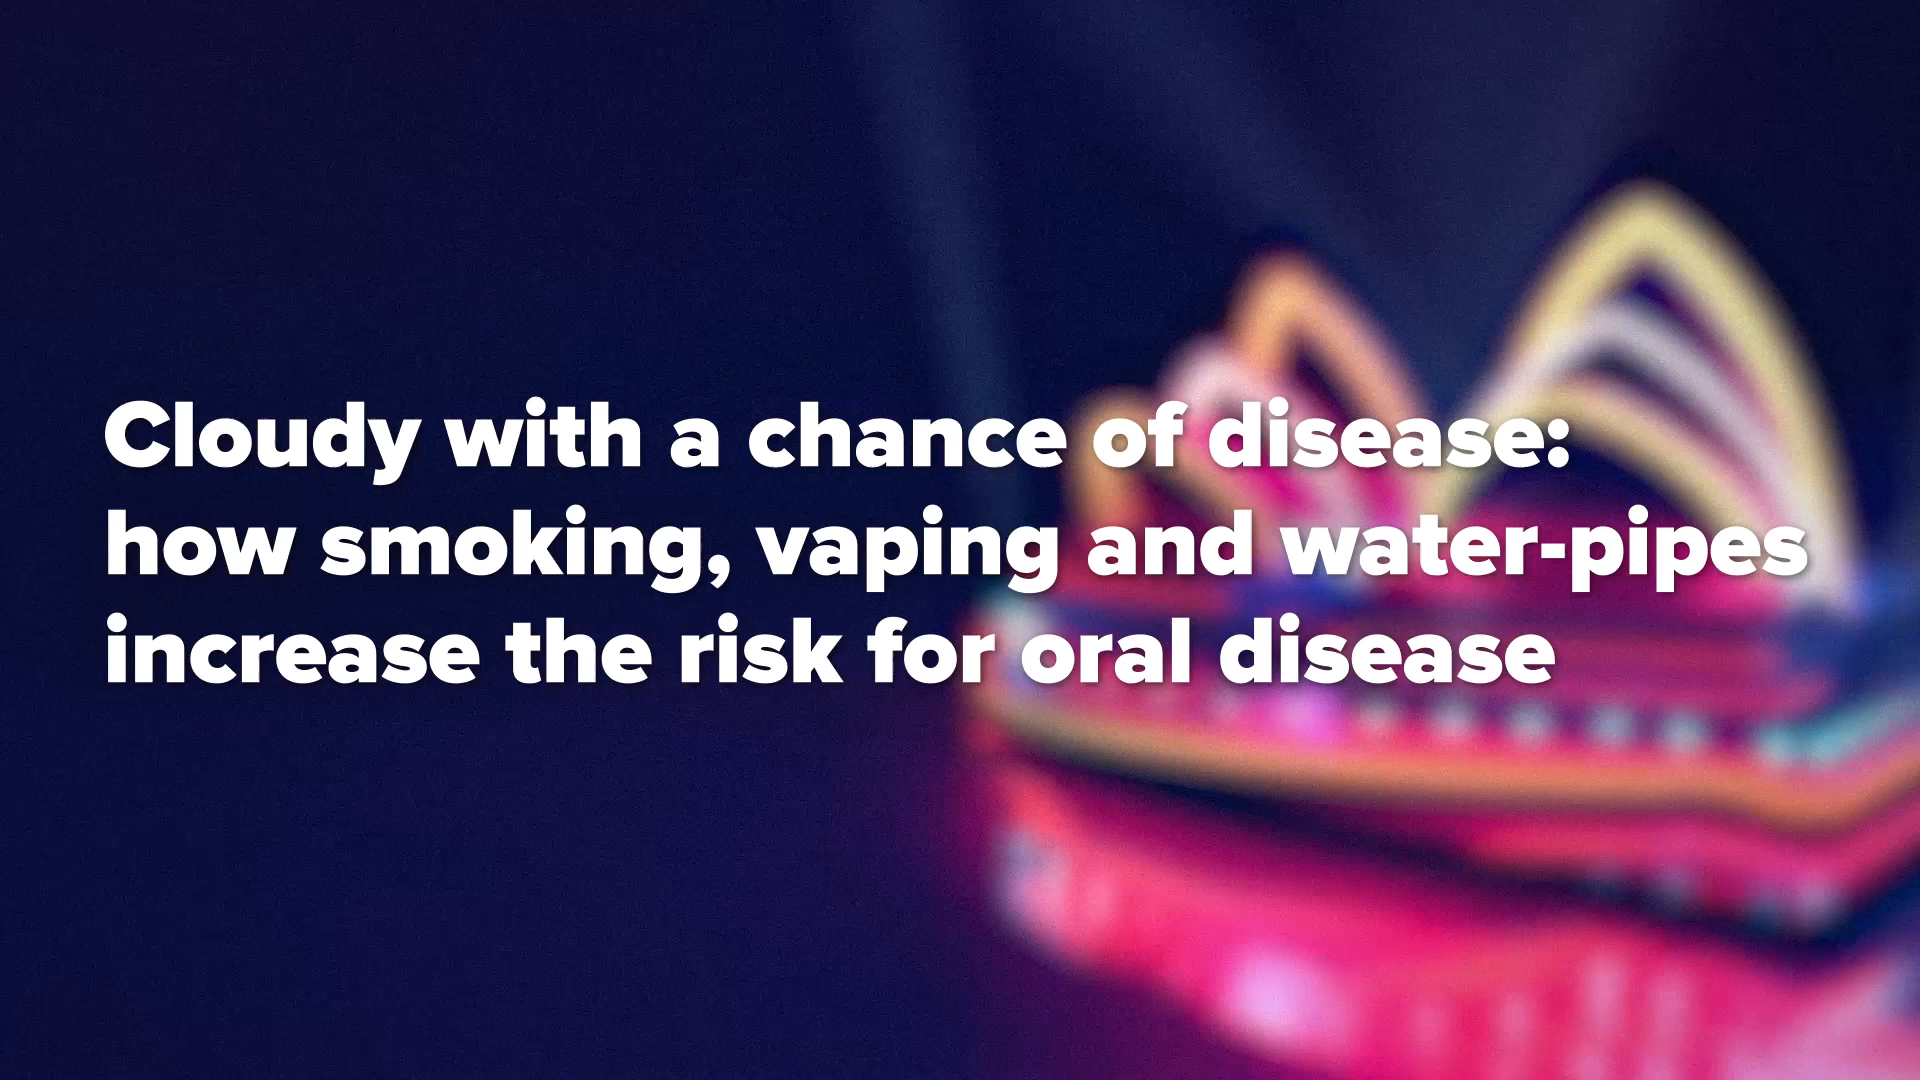 Cloudy with a chance of disease:
how smoking, vaping and water-pipes
increase the risk for oral disease